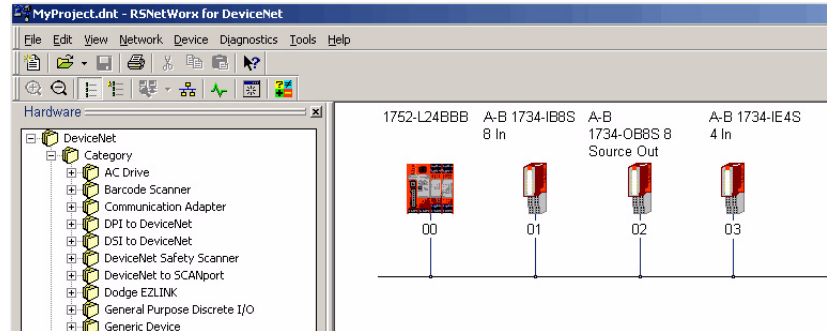 MyProject.dnt - RSNetWorx for DeviceNet
File Edit View Network Device Diagnostics Tools Help
Hardware
DeviceNet
Category
AC Drive
Barcode Scanner
Communication Adapter
DPI to DeviceNet
DSI to DeviceNet
DeviceNet Safety Scanner
DeviceNet to SCANport
Dodge EZLINK
General Purpose Discrete I/O
Generic Device
1752-L24BBB A-B 1734-IB8S A-B A-B 1734-IE4S
8 In 1734-OB8S 8 4 In
Source Out
00 01 02 03